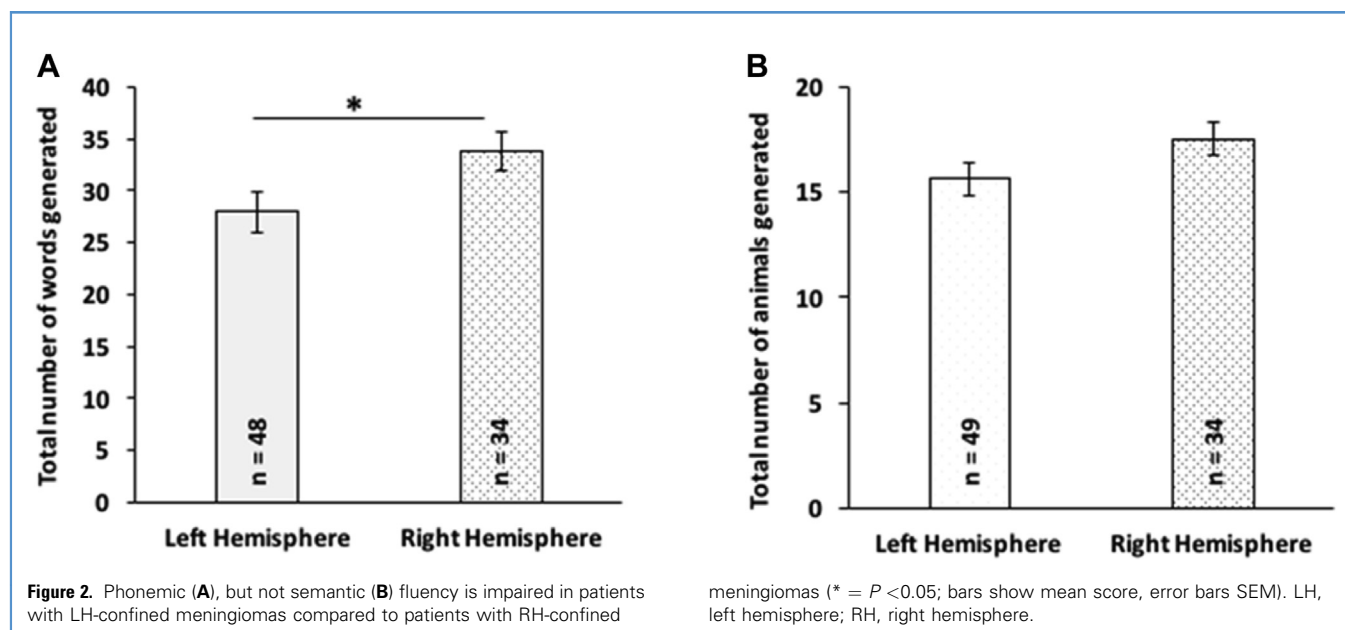 A
Total number of words generated
40
35
30
25
20
15
10
5
0
*
n = 48
n = 34
Left Hemisphere
Right Hemisphere
B
Total number of animals generated
20
15
10
5
0
n = 49
n = 34
Left Hemisphere
Right Hemisphere
Figure 2. Phonemic (A), but not semantic (B) fluency is impaired in patients
with LH-confined meningiomas compared to patients with RH-confined
meningiomas (* = P <0.05; bars show mean score, error bars SEM). LH,
left hemisphere; RH, right hemisphere.